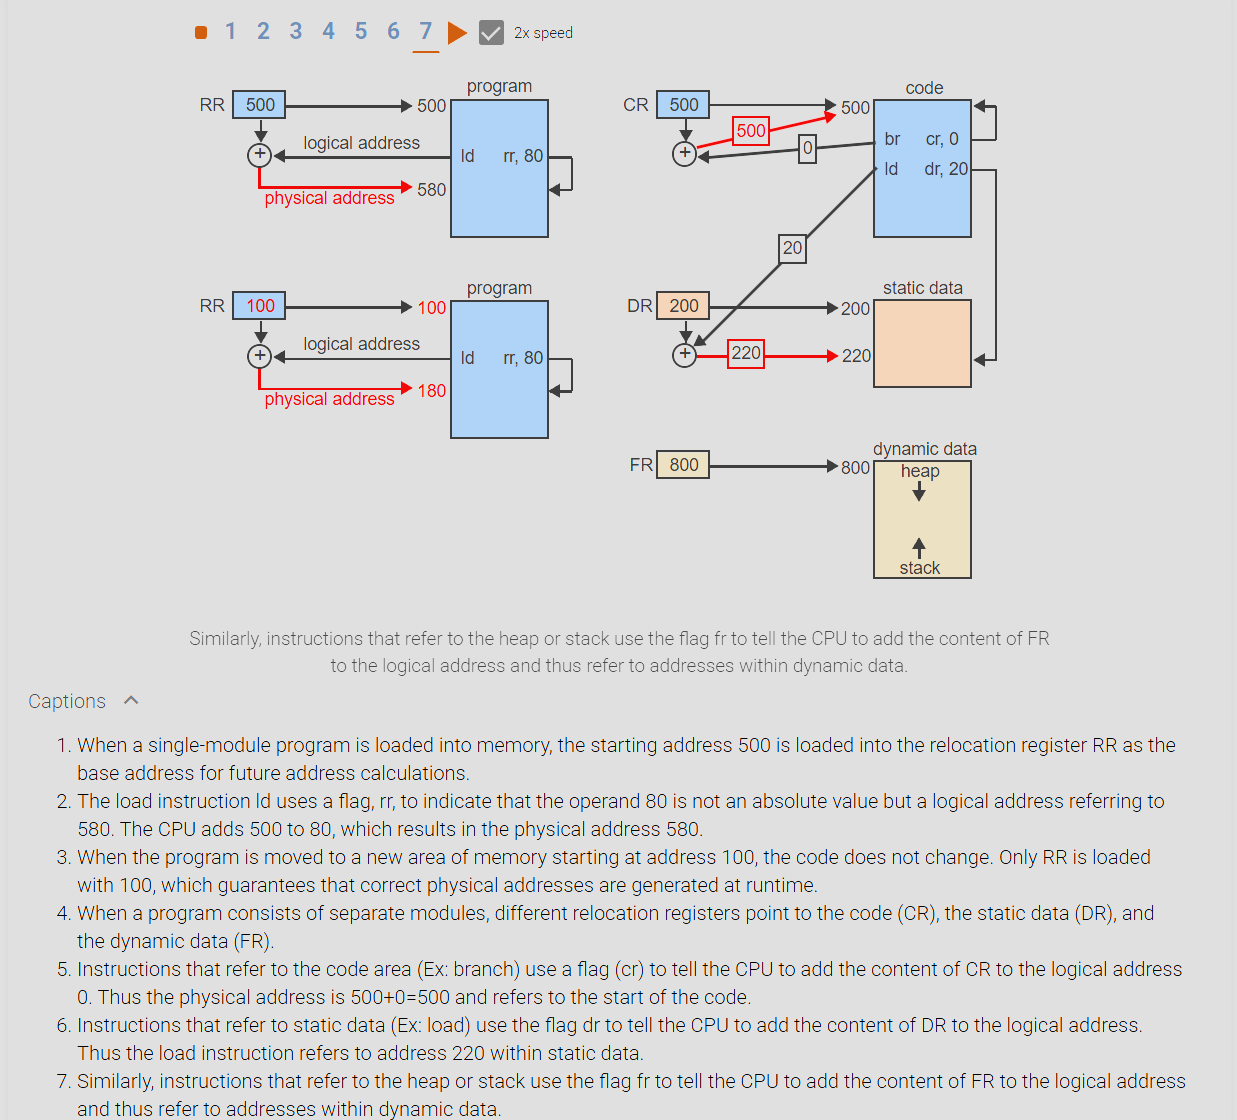 1 2 3 4 5 6 7 2x speed
program
RR 500 500
logical address
+
ld rr, 80
physical address 580
program
RR 100 100
logical address
+
ld rr, 80
physical address 180
code
CR 500 500
500
br cr, 0
0
+
ld dr, 20
20
static data
DR 200 200
+ 220 220
dynamic data
FR 800 800
heap
stack
Similarly, instructions that refer to the heap or stack use the flag fr to tell the CPU to add the content of FR
to the logical address and thus refer to addresses within dynamic data.
Captions
1. When a single-module program is loaded into memory, the starting address 500 is loaded into the relocation register RR as the
base address for future address calculations.
2. The load instruction ld uses a flag, rr, to indicate that the operand 80 is not an absolute value but a logical address referring to
580. The CPU adds 500 to 80, which results in the physical address 580.
3. When the program is moved to a new area of memory starting at address 100, the code does not change. Only RR is loaded
with 100, which guarantees that correct physical addresses are generated at runtime.
4. When a program consists of separate modules, different relocation registers point to the code (CR), the static data (DR), and
the dynamic data (FR).
5. Instructions that refer to the code area (Ex: branch) use a flag (cr) to tell the CPU to add the content of CR to the logical address
0. Thus the physical address is 500+0=500 and refers to the start of the code.
6. Instructions that refer to static data (Ex: load) use the flag dr to tell the CPU to add the content of DR to the logical address.
Thus the load instruction refers to address 220 within static data.
7. Similarly, instructions that refer to the heap or stack use the flag fr to tell the CPU to add the content of FR to the logical address
and thus refer to addresses within dynamic data.